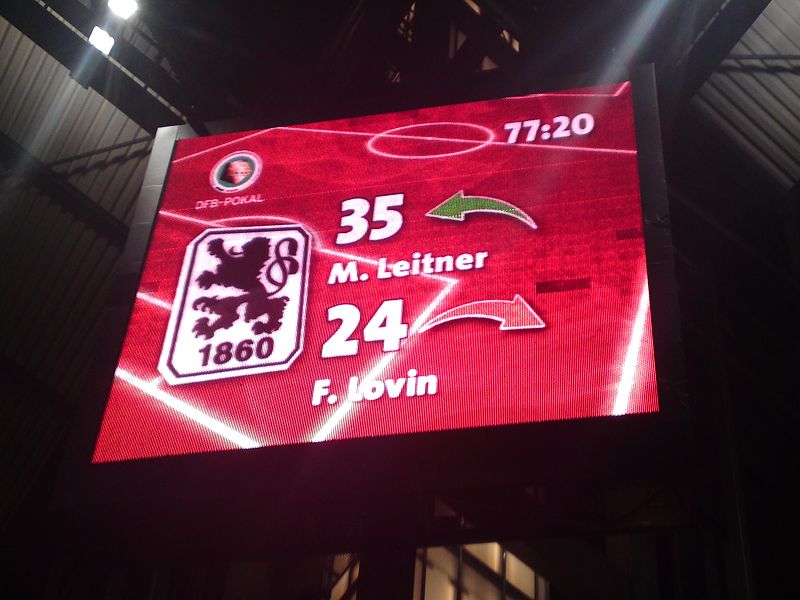 77:20
DFB-POKAL
35
M. Leitner
24
F. Lovin
1860